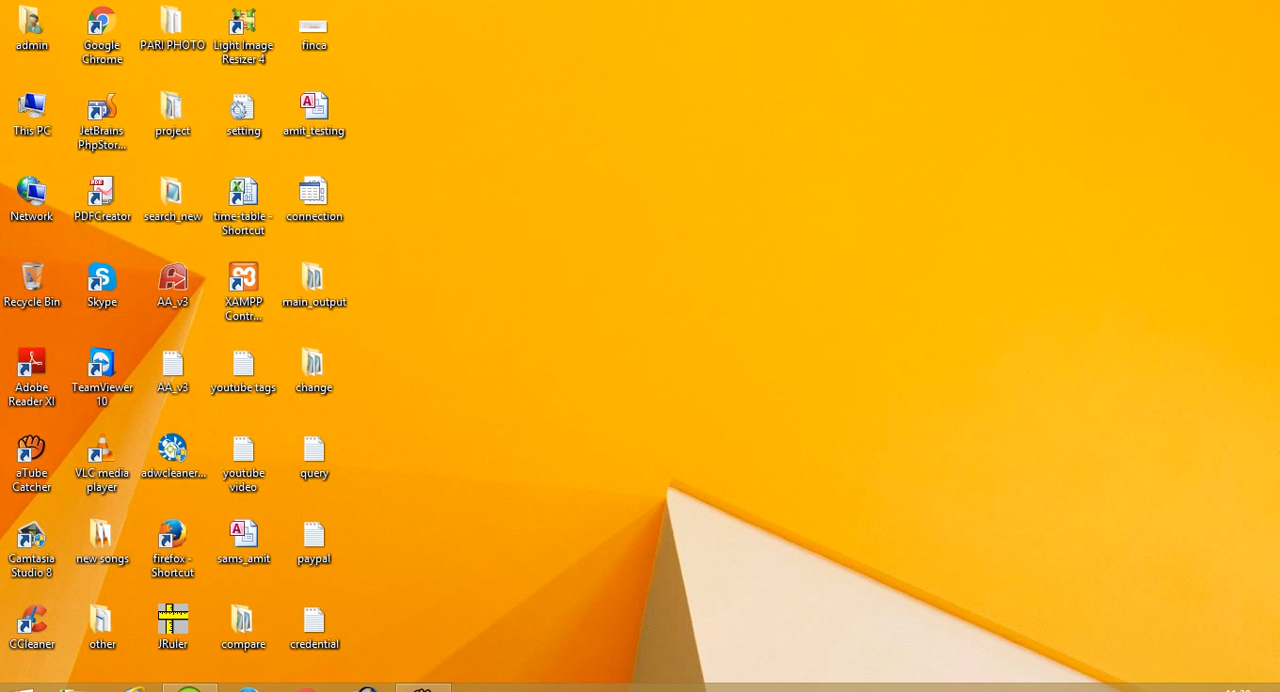 admin
Google
Chrome
PARI PHOTO
Light Image
Resizer 4
finca
This PC
JetBrains
PhpStor...
project
setting
amit_testing
Network
PDFCreator
search_new
time-table -
Shortcut
connection
Recycle Bin
Skype
AA_v3
XAMPP
Contr...
main_output
Adobe
Reader XI
TeamViewer
10
AA_v3
youtube tags
change
aTube
Catcher
VLC media
player
adwcleaner...
youtube
video
query
Camtasia
Studio 8
new songs
firefox -
Shortcut
sams_amit
paypal
CCleaner
other
JRuler
compare
credential